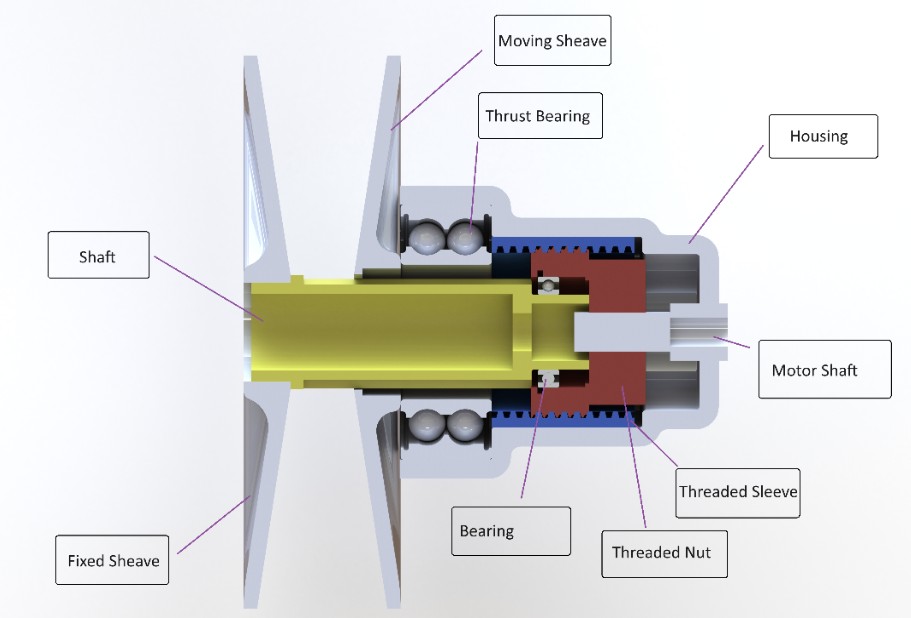 Moving Sheave
Thrust Bearing
Housing
Shaft
Motor Shaft
Threaded Sleeve
Bearing
Threaded Nut
Fixed Sheave